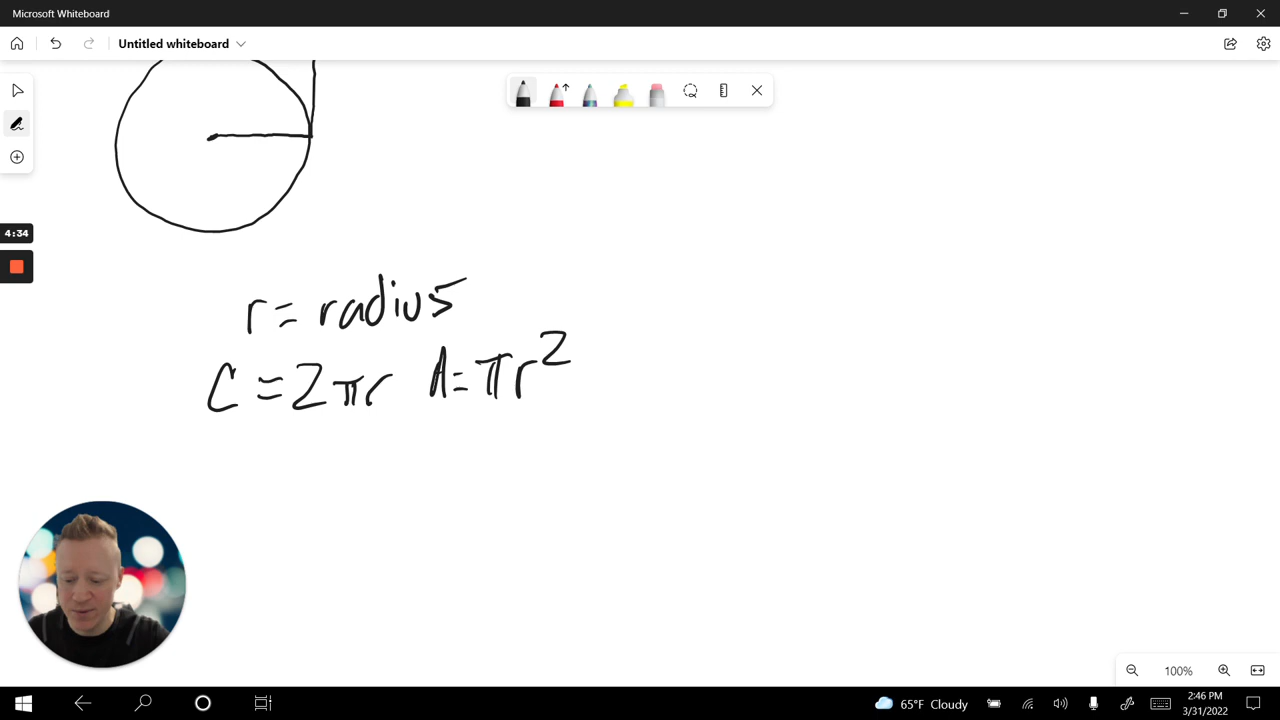 Microsoft Whiteboard
Untitled whiteboard
4:34
r = radius
C = 2πr A = πr²
100%
65°F Cloudy
2:46 PM
3/31/2022